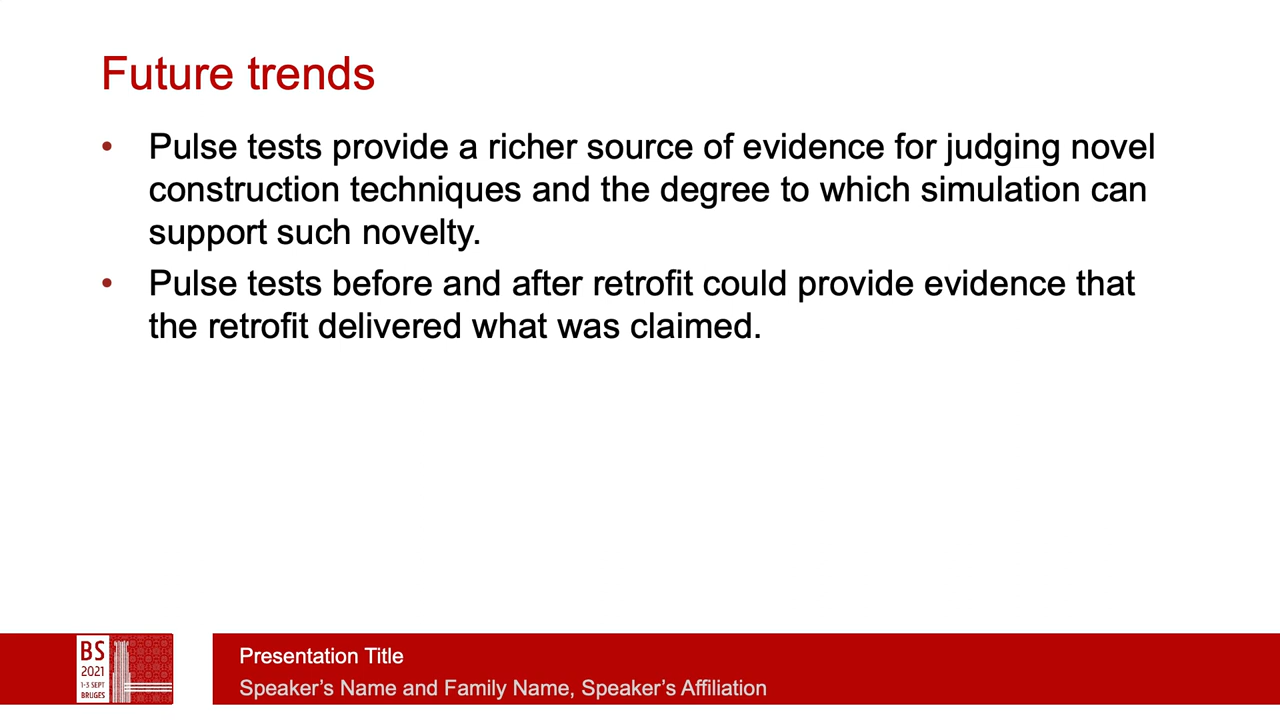 Future trends
• Pulse tests provide a richer source of evidence for judging novel
construction techniques and the degree to which simulation can
support such novelty.
• Pulse tests before and after retrofit could provide evidence that
the retrofit delivered what was claimed.
BS
2021
1-3 SEPT
BRUGES
Presentation Title
Speaker’s Name and Family Name, Speaker’s Affiliation